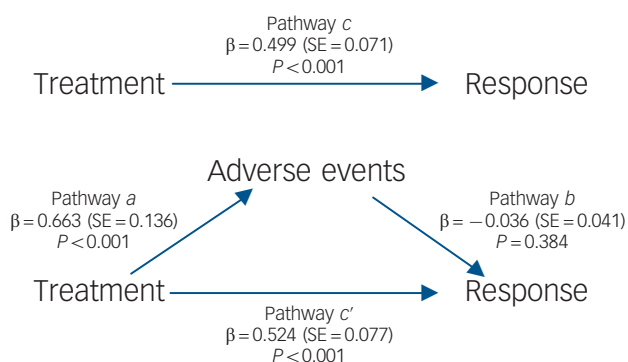 Pathway c
β = 0.499 (SE = 0.071)
P < 0.001
Treatment
Response
Adverse events
Pathway a
β = 0.663 (SE = 0.136)
P < 0.001
Pathway b
β = −0.036 (SE = 0.041)
P = 0.384
Treatment
Response
Pathway c′
β = 0.524 (SE = 0.077)
P < 0.001